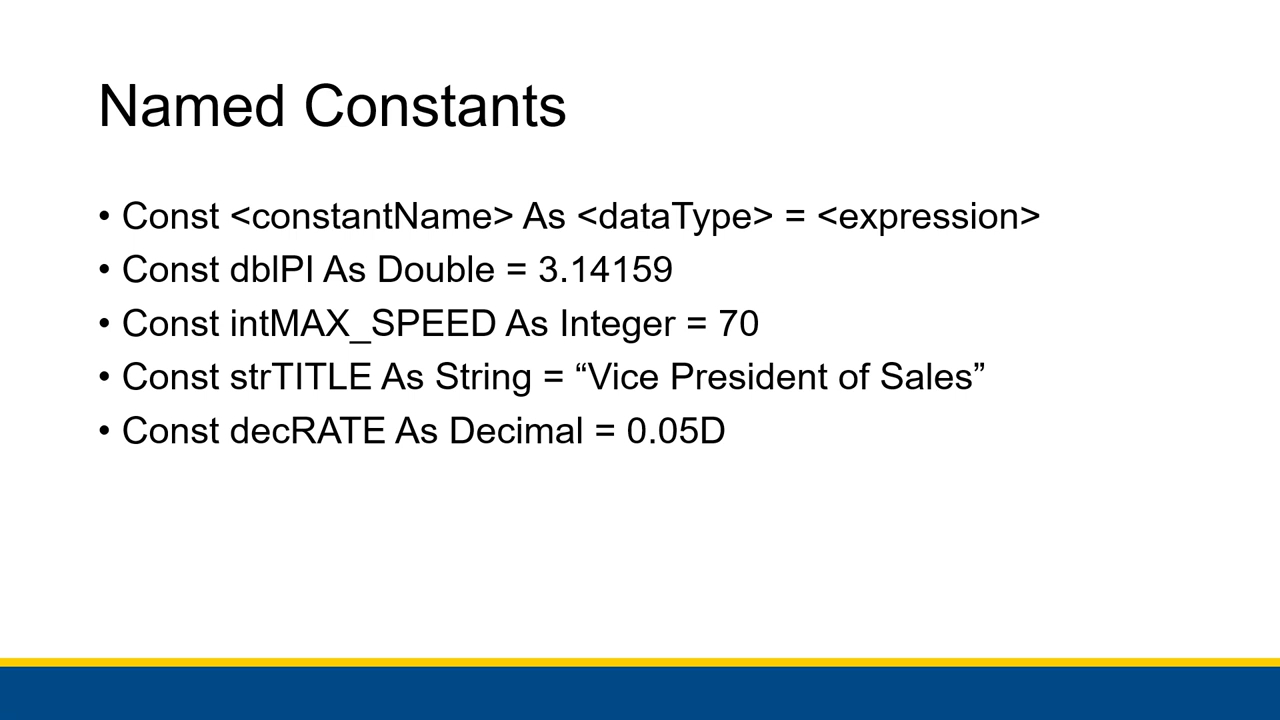 Named Constants
• Const <constantName> As <dataType> = <expression>
• Const dblPI As Double = 3.14159
• Const intMAX_SPEED As Integer = 70
• Const strTITLE As String = “Vice President of Sales”
• Const decRATE As Decimal = 0.05D